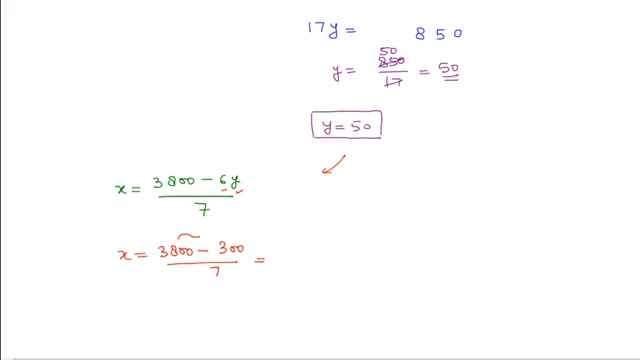 17y = 850
y = 850/17 = 50
50
y = 50
x = 3800 - 6y / 7
x = 3800 - 300 / 7 =